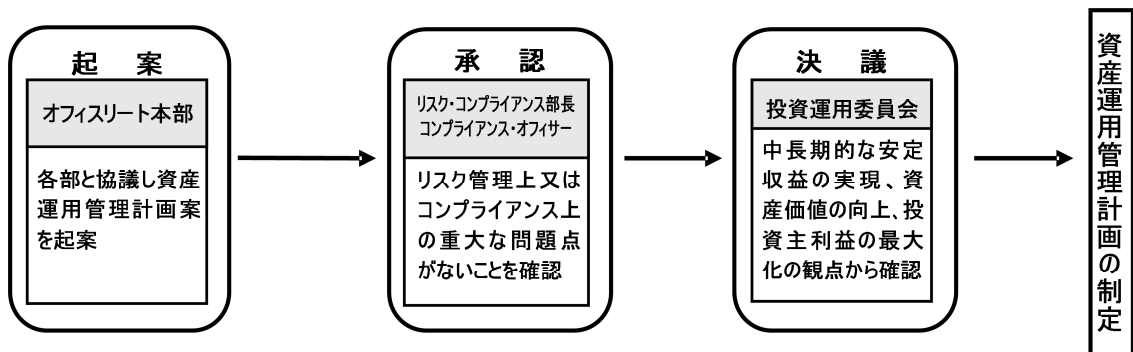 起　案
オフィスリート本部
各部と協議し資産
運用管理計画案
を起案
承　認
リスク・コンプライアンス部長
コンプライアンス・オフィサー
リスク管理上又は
コンプライアンス上
の重大な問題点
がないことを確認
決　議
投資運用委員会
中長期的な安定
収益の実現、資
産価値の向上、投
資主利益の最大
化の観点から確認
資産運用管理計画の制定